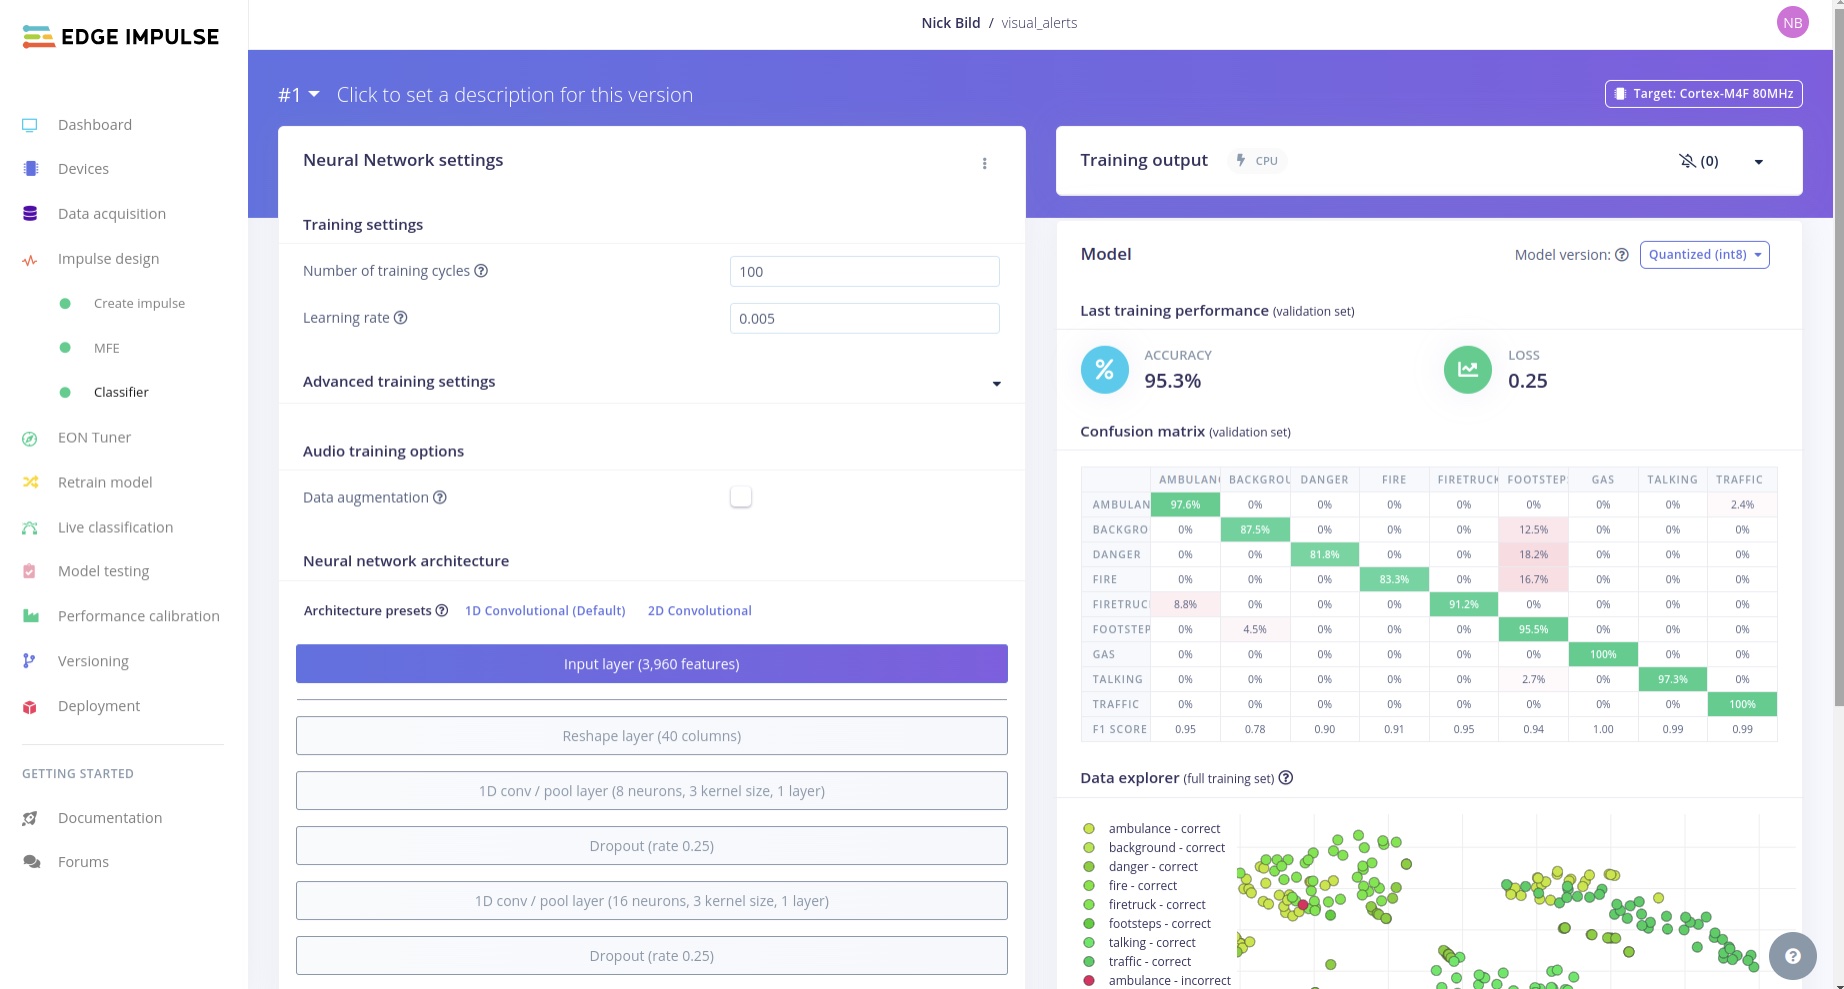 EDGE IMPULSE
Nick Bild / visual_alerts
NB
Dashboard
Devices
Data acquisition
Impulse design
Create impulse
MFE
Classifier
EON Tuner
Retrain model
Live classification
Model testing
Performance calibration
Versioning
Deployment
GETTING STARTED
Documentation
Forums
#1 Click to set a description for this version
Target: Cortex-M4F 80MHz
Neural Network settings
Training settings
Number of training cycles ?
100
Learning rate ?
0.005
Advanced training settings
Audio training options
Data augmentation ?
Neural network architecture
Architecture presets ? 1D Convolutional (Default) 2D Convolutional
Input layer (3,960 features)
Reshape layer (40 columns)
1D conv / pool layer (8 neurons, 3 kernel size, 1 layer)
Dropout (rate 0.25)
1D conv / pool layer (16 neurons, 3 kernel size, 1 layer)
Dropout (rate 0.25)
Training output CPU (0)
Model
Model version: ? Quantized (int8)
Last training performance (validation set)
% ACCURACY
95.3%
LOSS
0.25
Confusion matrix (validation set)
AMBULANC BACKGROU DANGER FIRE FIRETRUCK FOOTSTEP GAS TALKING TRAFFIC
AMBULAN 97.6% 0% 0% 0% 0% 0% 0% 0% 2.4%
BACKGRO 0% 87.5% 0% 0% 0% 12.5% 0% 0% 0%
DANGER 0% 0% 81.8% 0% 0% 18.2% 0% 0% 0%
FIRE 0% 0% 0% 83.3% 0% 16.7% 0% 0% 0%
FIRETRUC 8.8% 0% 0% 0% 91.2% 0% 0% 0% 0%
FOOTSTEP 0% 4.5% 0% 0% 0% 95.5% 0% 0% 0%
GAS 0% 0% 0% 0% 0% 0% 100% 0% 0%
TALKING 0% 0% 0% 0% 0% 2.7% 0% 97.3% 0%
TRAFFIC 0% 0% 0% 0% 0% 0% 0% 0% 100%
F1 SCORE 0.95 0.78 0.90 0.91 0.95 0.94 1.00 0.99 0.99
Data explorer (full training set) ?
ambulance - correct
background - correct
danger - correct
fire - correct
firetruck - correct
footsteps - correct
talking - correct
traffic - correct
ambulance - incorrect
?